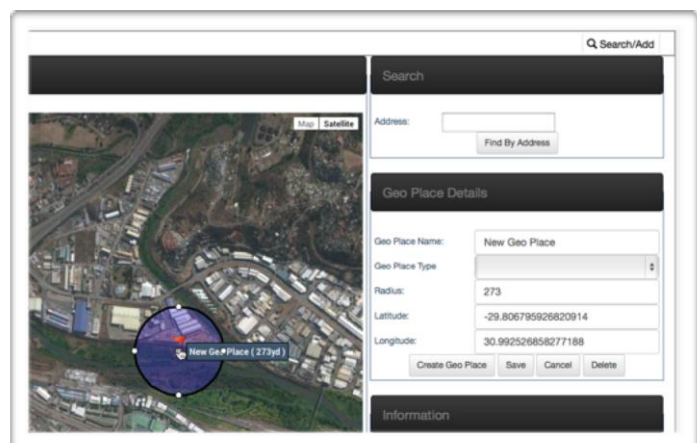 Search/Add
Search
Map Satellite
Address:
Find By Address
Geo Place Details
Geo Place Name: New Geo Place
Geo Place Type
Radius: 273
Latitude: -29.806795926820914
Longitude: 30.992526858277188
New Geo Place ( 273yd )
Create Geo Place Save Cancel Delete
Information